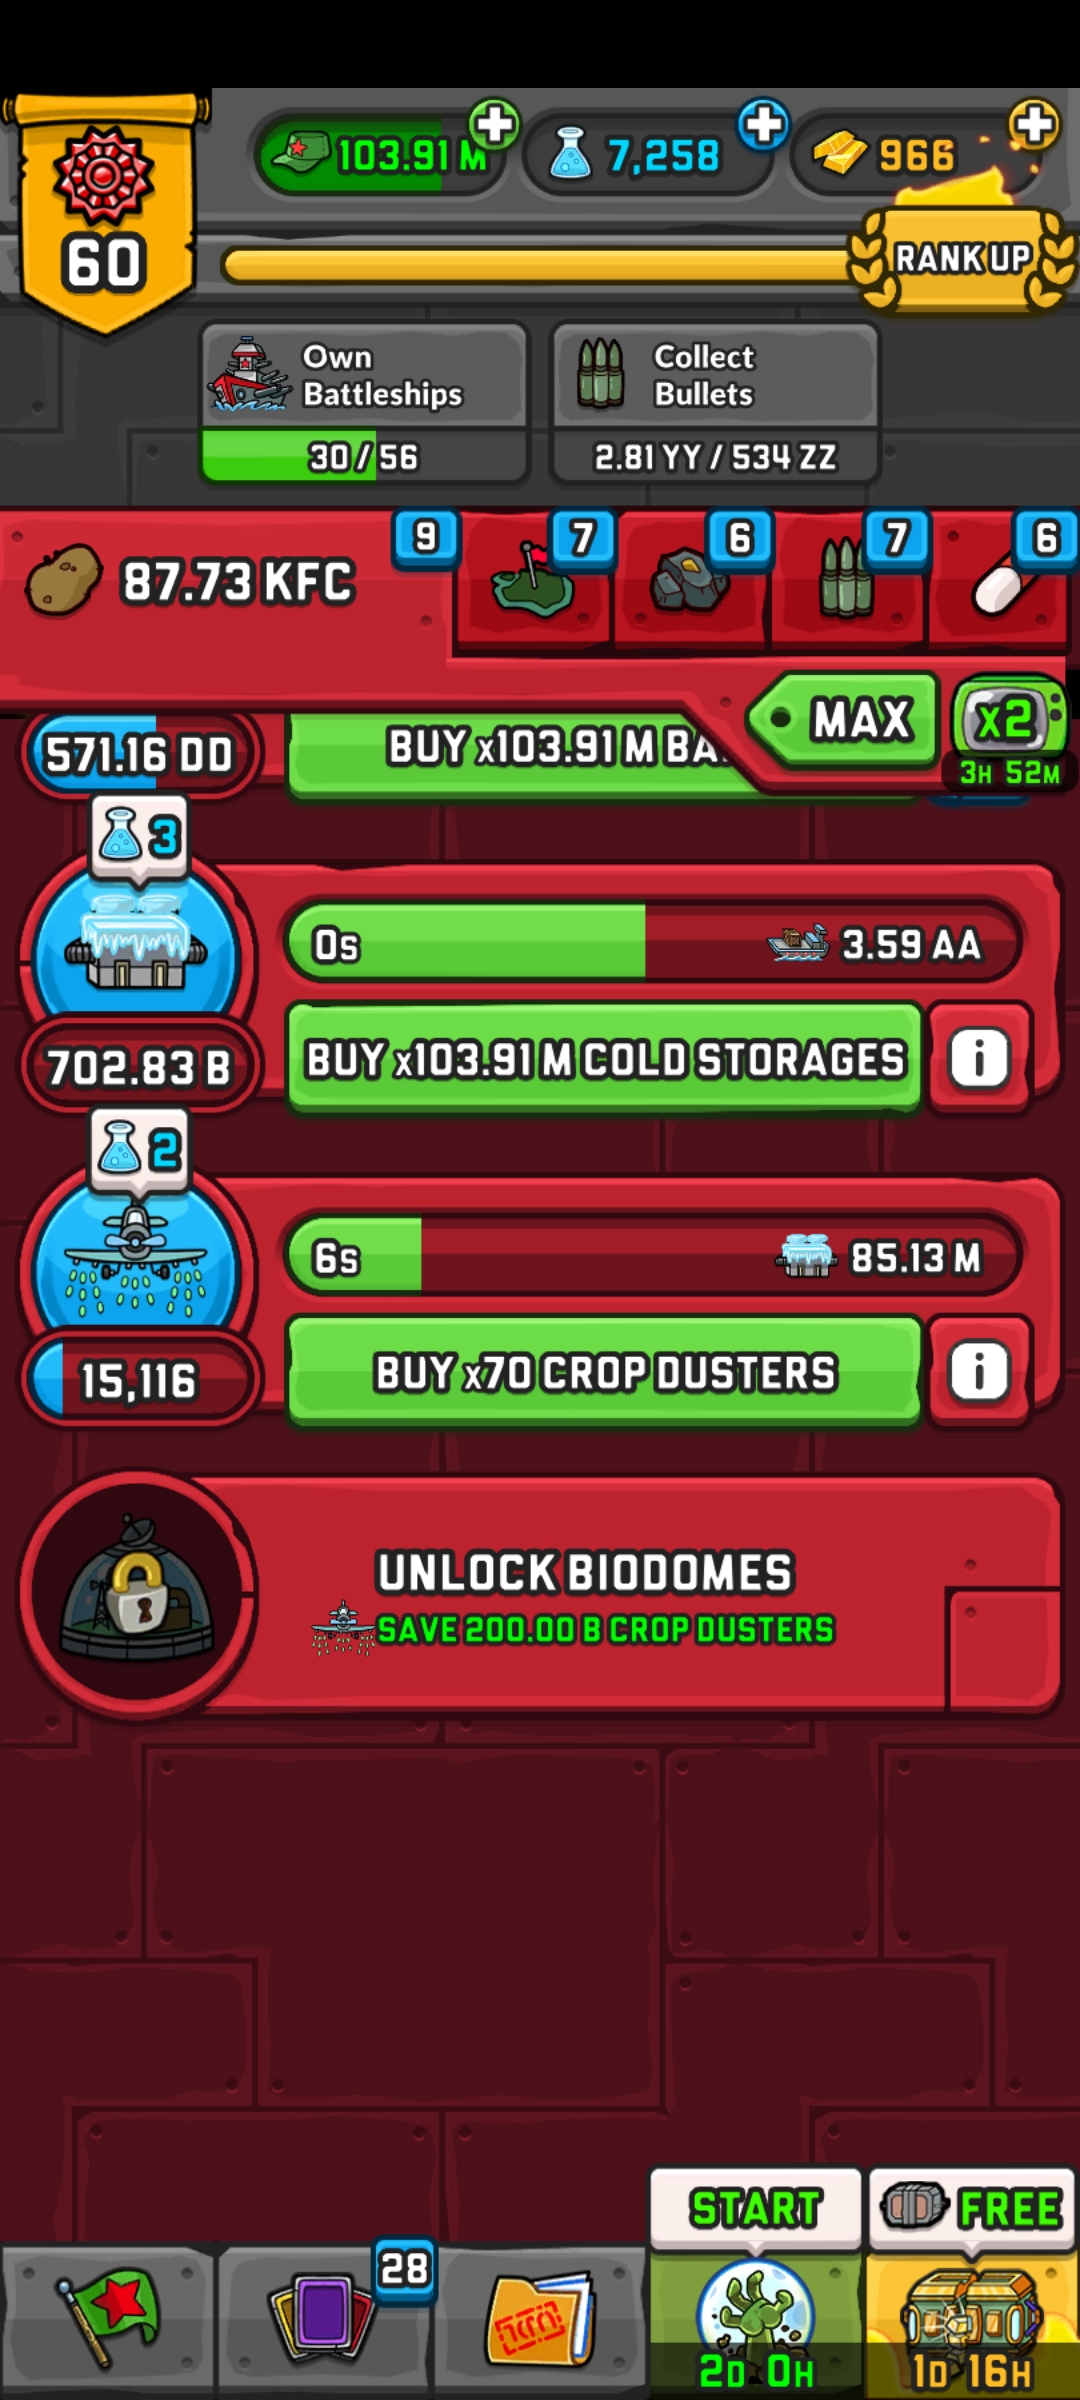 103.91 M
7,258
966
60
RANK UP
Own
Battleships
30 / 56
Collect
Bullets
2.81 YY / 534 ZZ
87.73 KFC
9
7
6
7
6
MAX
x2
3H 52M
571.16 DD
BUY x103.91 M BA
3
0s
3.59 AA
702.83 B
BUY x103.91 M COLD STORAGES
i
2
6s
85.13 M
15,116
BUY x70 CROP DUSTERS
i
UNLOCK BIODOMES
SAVE 200.00 B CROP DUSTERS
START
FREE
28
2D 0H
1D 16H